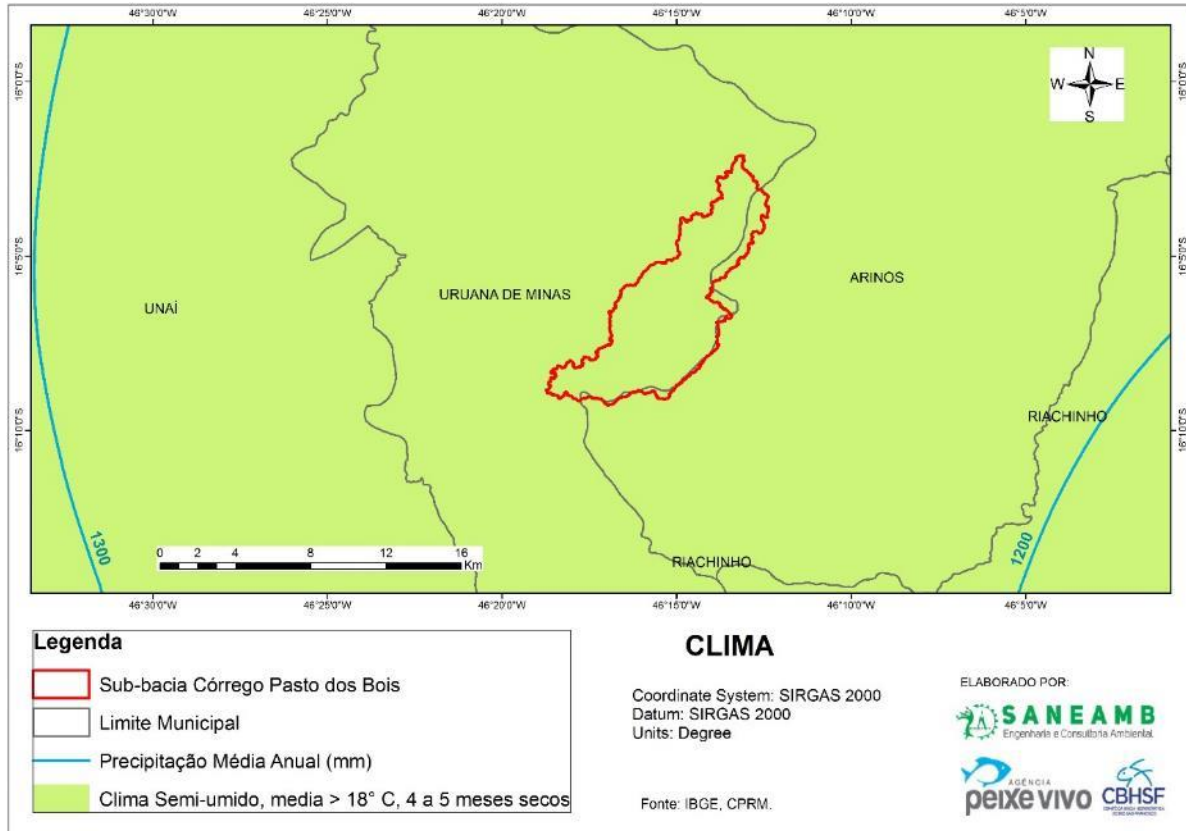 46°30'0"W 46°25'0"W 46°20'0"W 46°15'0"W 46°10'0"W 46°5'0"W
16°0'0"S 16°0'0"S
N
W E
S
16°5'0"S 16°5'0"S
UNAÍ
URUANA DE MINAS
ARINOS
RIACHINHO
16°10'0"S 16°10'0"S
1300
1200
0 2 4 8 12 16
Km
RIACHINHO
46°30'0"W 46°25'0"W 46°20'0"W 46°15'0"W 46°10'0"W 46°5'0"W
Legenda
Sub-bacia Córrego Pasto dos Bois
Limite Municipal
Precipitação Média Anual (mm)
Clima Semi-umido, media > 18° C, 4 a 5 meses secos
CLIMA
Coordinate System: SIRGAS 2000
Datum: SIRGAS 2000
Units: Degree
Fonte: IBGE, CPRM.
ELABORADO POR:
SANEAMB
Engenharia e Consultoria Ambiental
AGÊNCIA
peixe vivo
CBHSF